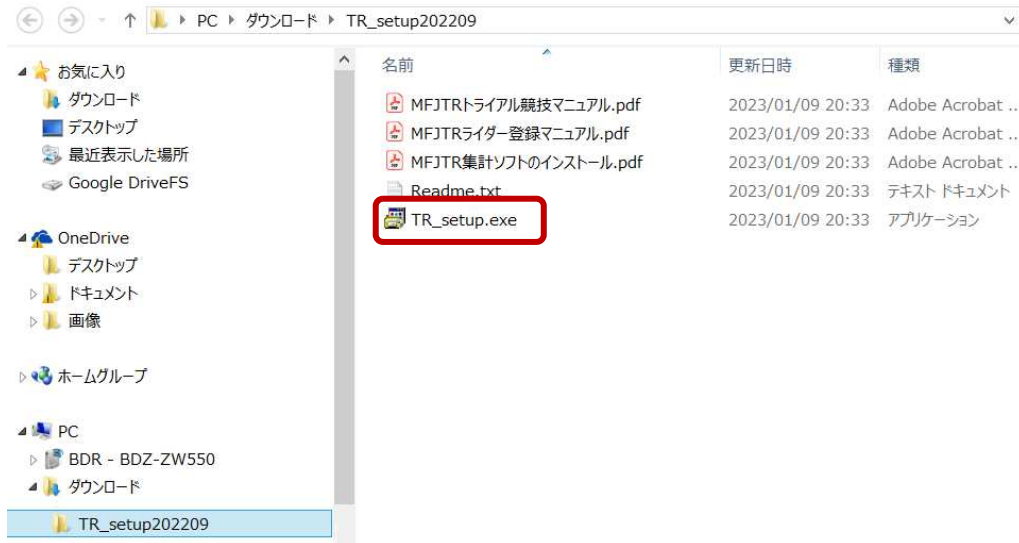 PC ダウンロード TR_setup202209
お気に入り
ダウンロード
デスクトップ
最近表示した場所
Google DriveFS
OneDrive
デスクトップ
ドキュメント
画像
ホームグループ
PC
BDR - BDZ-ZW550
ダウンロード
TR_setup202209
名前 更新日時 種類
MFJTRトライアル競技マニュアル.pdf 2023/01/09 20:33 Adobe Acrobat ...
MFJTRライダー登録マニュアル.pdf 2023/01/09 20:33 Adobe Acrobat ...
MFJTR集計ソフトのインストール.pdf 2023/01/09 20:33 Adobe Acrobat ...
Readme.txt 2023/01/09 20:33 テキスト ドキュメント
TR_setup.exe 2023/01/09 20:33 アプリケーション